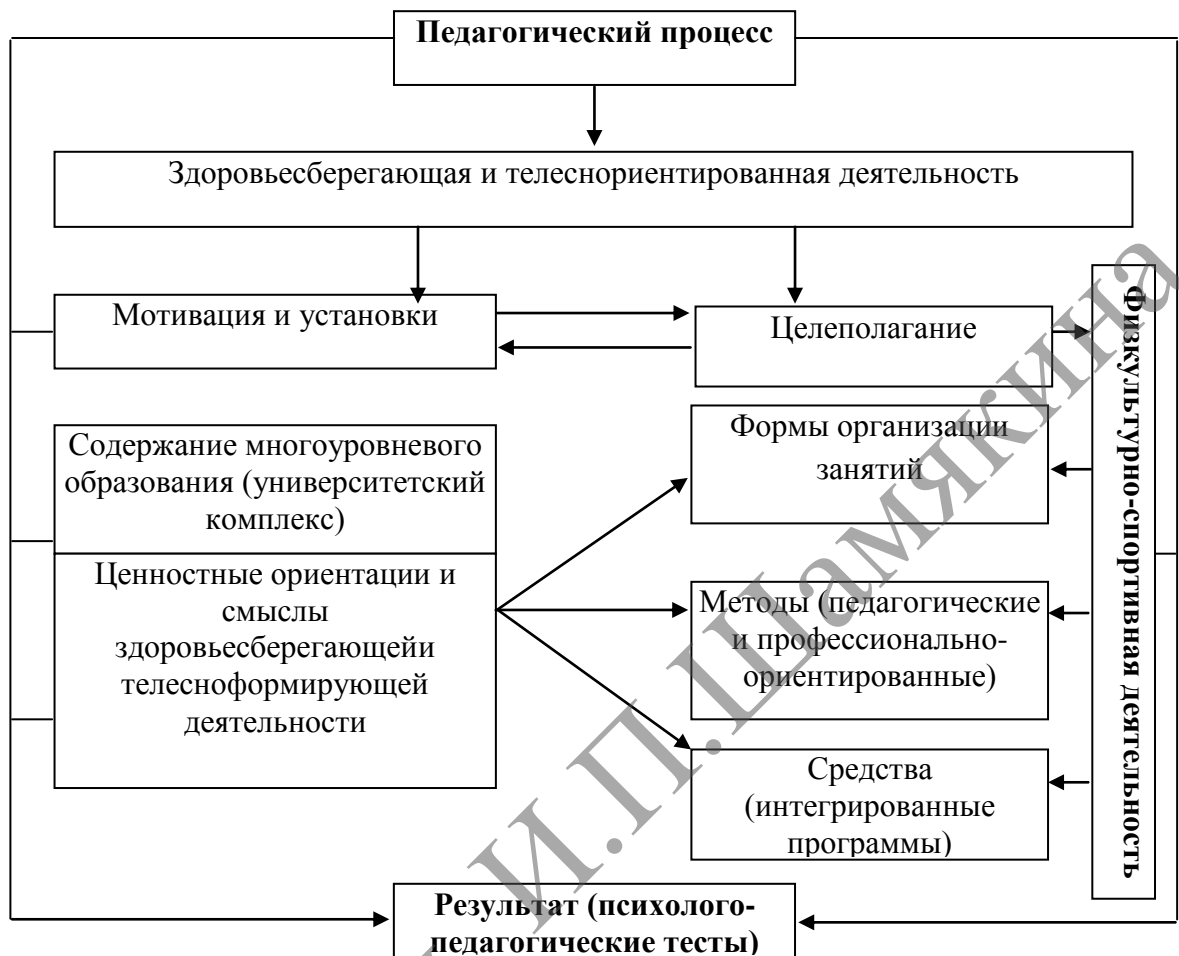 Педагогический процесс
Здоровьесберегающая и телеснориентированная деятельность
Мотивация и установки
Целеполагание
Физкультурно-спортивная деятельность
Содержание многоуровневого
образования (университетский
комплекс)
Формы организации
занятий
Ценностные ориентации и
смыслы
здоровьесберегающейи
телесноформирующей
деятельности
Методы (педагогические
и профессионально-
ориентированные)
Средства
(интегрированные
программы)
Результат (психолого-
педагогические тесты)
И.П.Шамякина